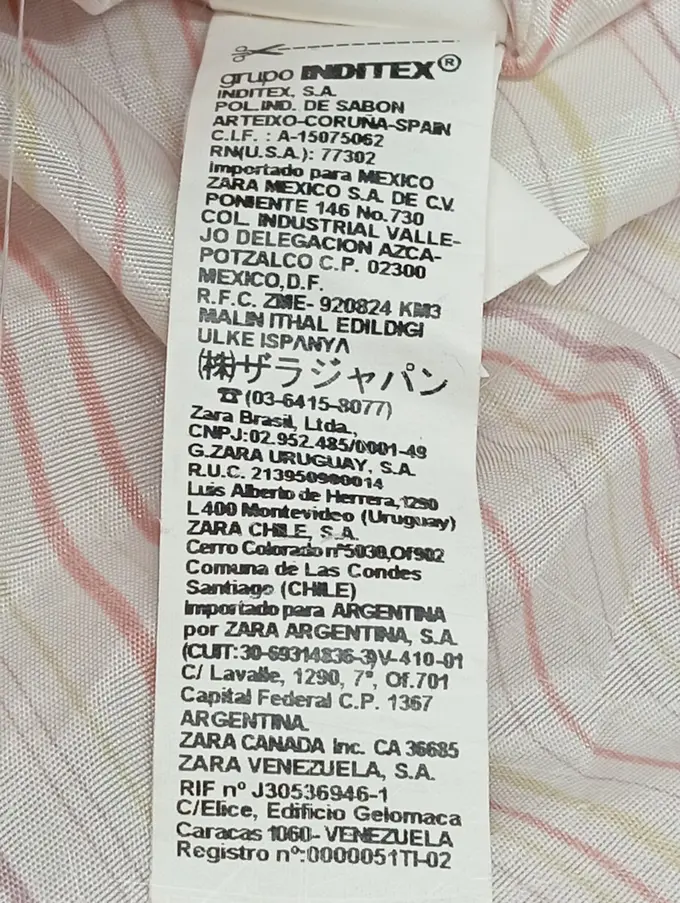 grupo INDITEX®
INDITEX, S.A.
POL.IND. DE SABON
ARTEIXO-CORUÑA-SPAIN
C.I.F. : A-15075062
RN(U.S.A.): 77302
Importado para MEXICO
ZARA MEXICO S.A. DE C.V.
PONIENTE 146 No.730
COL. INDUSTRIAL VALLE-
JO DELEGACION AZCA-
POTZALCO C.P. 02300
MEXICO,D.F.
R.F.C. ZME- 920824 KM3
MALIN ITHAL EDILDIGI
ULKE ISPANYA
(株)ザラジャパン
☎(03-6415-8077)
Zara Brasil, Ltda.,
CNPJ:02.952.485/0001-49
G.ZARA URUGUAY, S.A.
R.U.C. 213950980014
Luis Alberto de Herrera,1290
L 400 Montevideo (Uruguay)
ZARA CHILE, S.A.
Cerro Colorado nº5030,Of902
Comuna de Las Condes
Santiago (CHILE)
Importado para ARGENTINA
por ZARA ARGENTINA, S.A.
(CUIT:30-69314836-3)V-410-01
C/ Lavalle, 1290, 7º, Of.701
Capital Federal C.P. 1367
ARGENTINA.
ZARA CANADA Inc. CA 36685
ZARA VENEZUELA, S.A.
RIF nº J30536946-1
C/Elice, Edificio Gelomaca
Caracas 1060- VENEZUELA
Registro nº:0000051TI-02